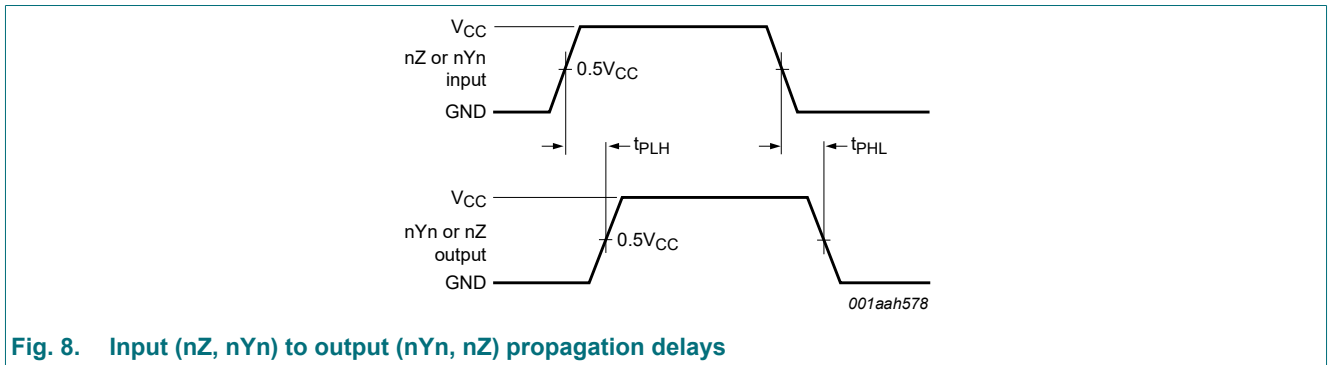 VCC
nZ or nYn
input
0.5VCC
GND
tPLH
tPHL
VCC
nYn or nZ
output
0.5VCC
GND
001aah578
Fig. 8. Input (nZ, nYn) to output (nYn, nZ) propagation delays